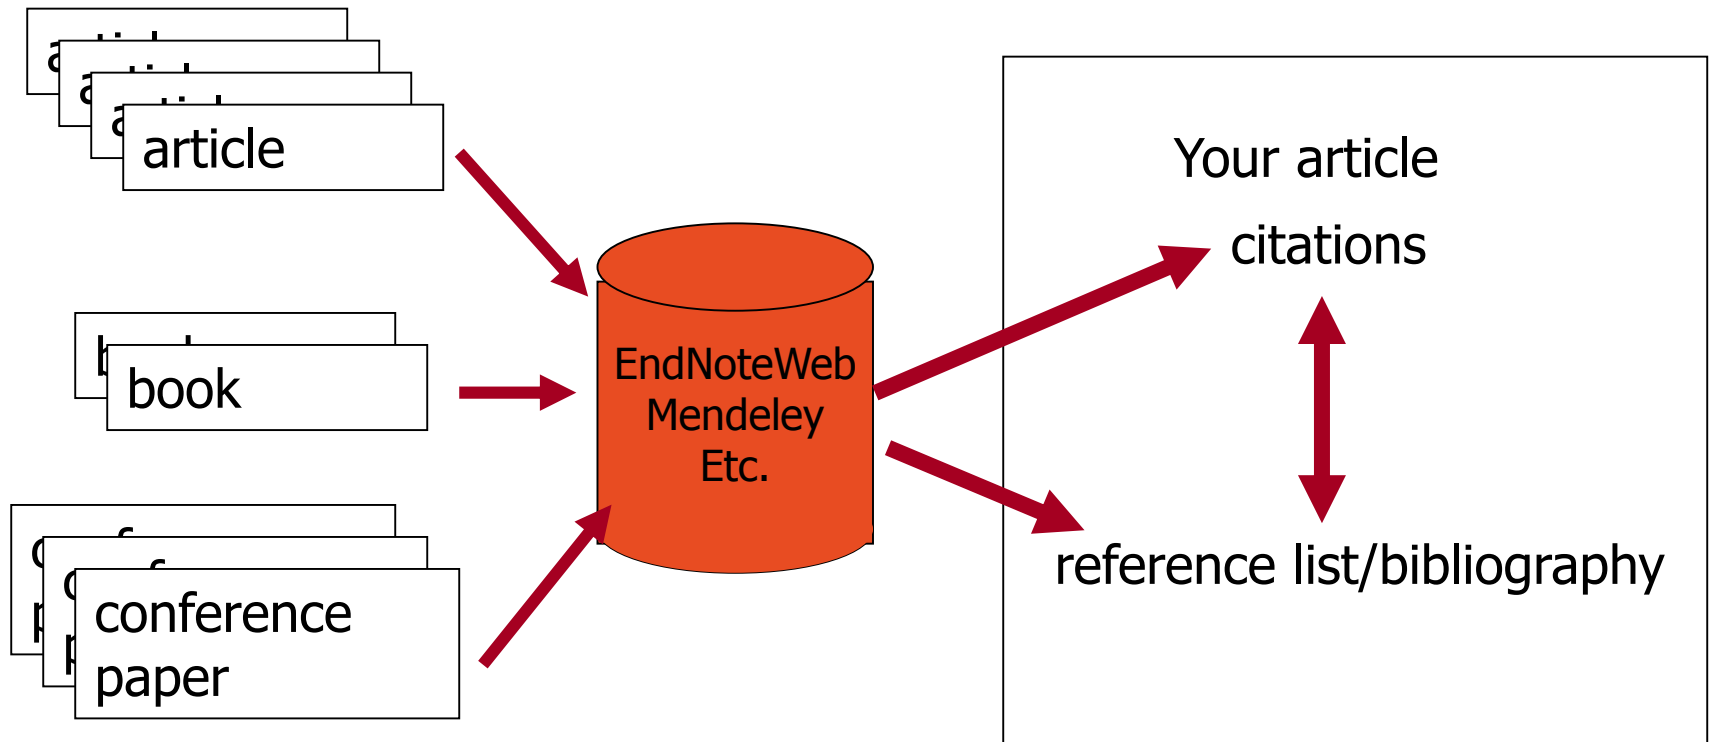 article
book
conference
paper
EndNoteWeb
Mendeley
Etc.
Your article
citations
reference list/bibliography